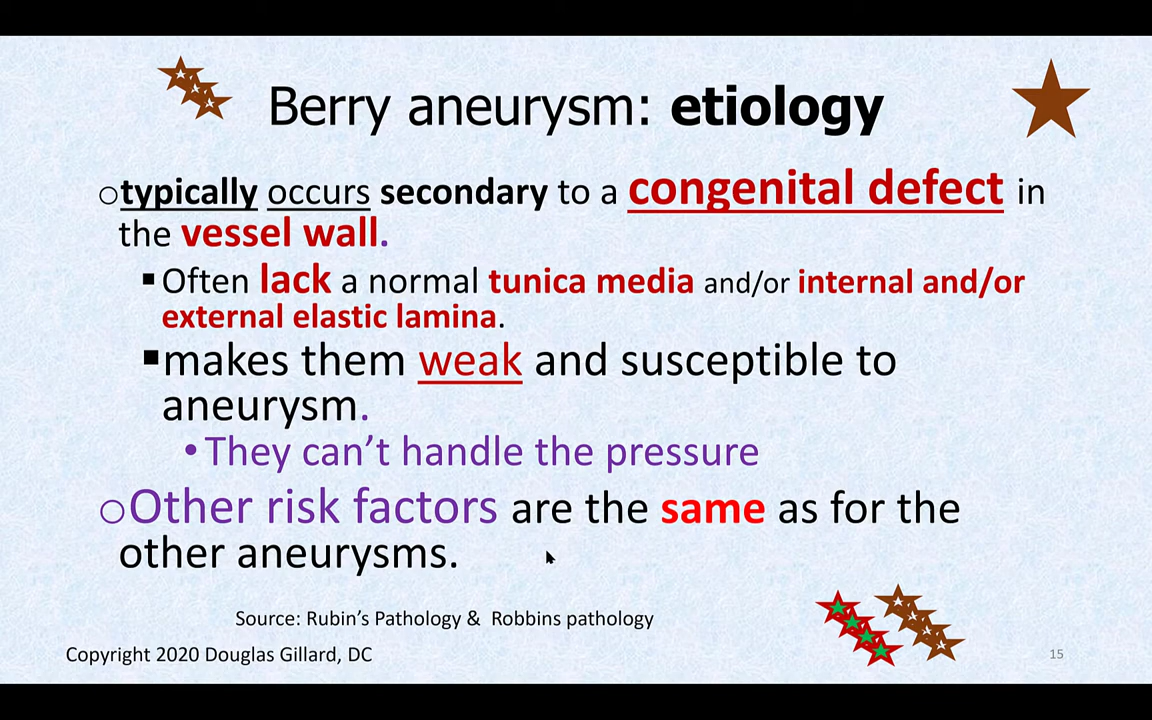 Berry aneurysm: etiology
○typically occurs secondary to a congenital defect in
the vessel wall.
▪Often lack a normal tunica media and/or internal and/or
external elastic lamina.
▪makes them weak and susceptible to
aneurysm.
•They can’t handle the pressure
○Other risk factors are the same as for the
other aneurysms.
Source: Rubin’s Pathology & Robbins pathology
Copyright 2020 Douglas Gillard, DC
15